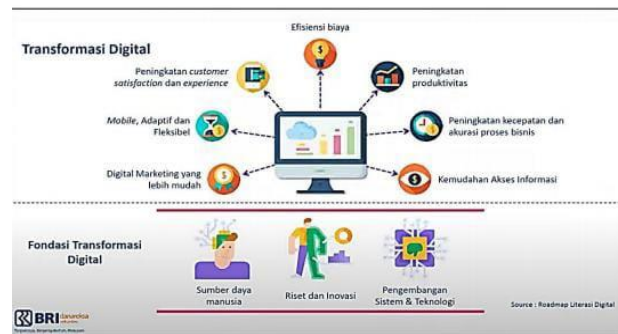 Efisiensi biaya
Transformasi Digital
Peningkatan customer
satisfaction dan experience
Peningkatan
produktivitas
Mobile, Adaptif dan
Fleksibel
Peningkatan kecepatan dan
akurasi proses bisnis
Digital Marketing yang
lebih mudah
Kemudahan Akses Informasi
Fondasi Transformasi
Digital
Sumber daya
manusia
Riset dan Inovasi
Pengembangan
Sistem & Teknologi
Source : Roadmap Literasi Digital
BRI danareksa